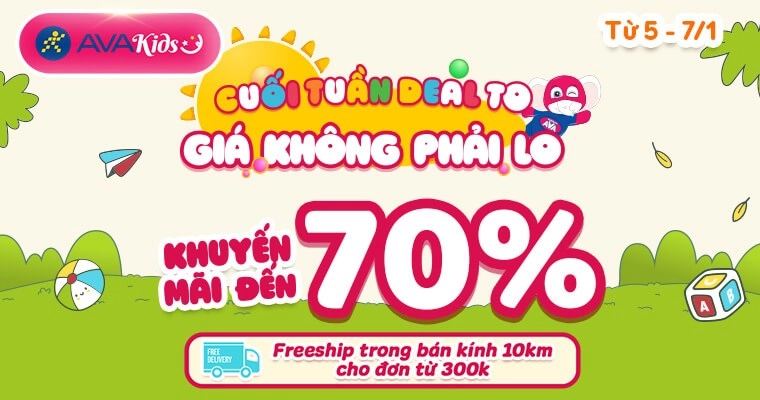 AVAKids
Từ 5 - 7/1
CUỐI TUẦN DEAL TO
GIÁ KHÔNG PHẢI LO
AVA
KHUYẾN
MÃI ĐẾN
70%
FREE
DELIVERY
Freeship trong bán kính 10km
cho đơn từ 300k
A
B